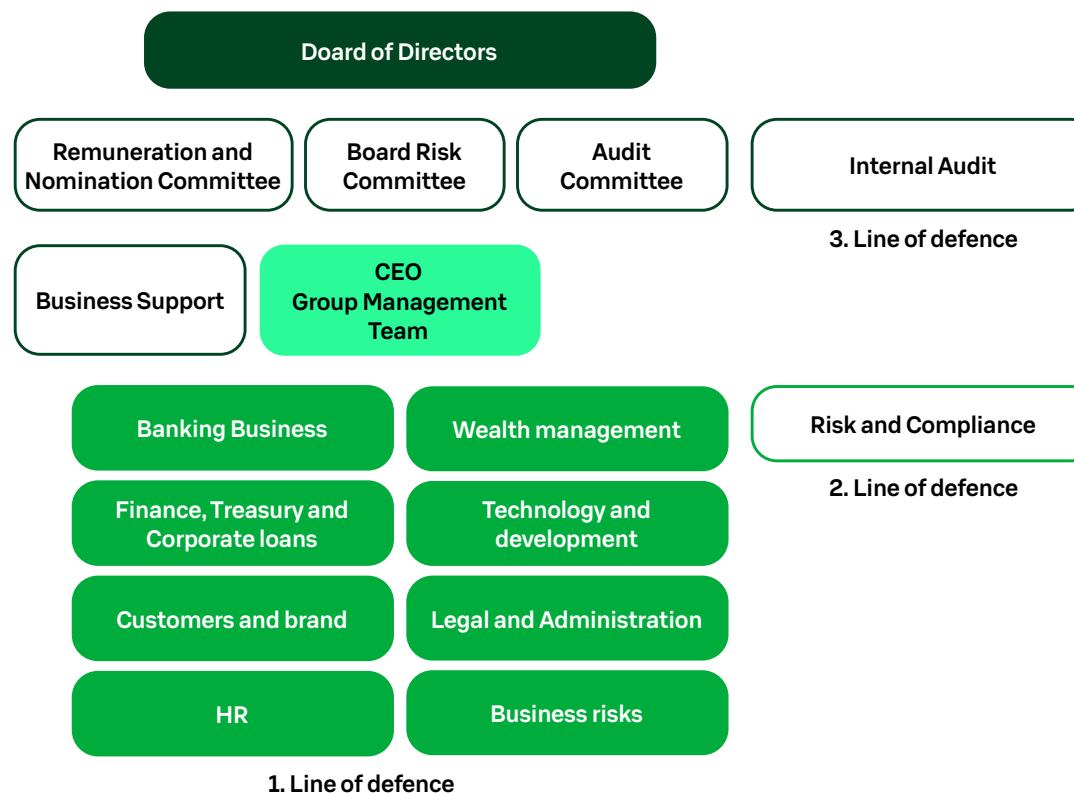 Doard of Directors
Remuneration and
Nomination Committee
Board Risk
Committee
Audit
Committee
Internal Audit
3. Line of defence
Business Support
CEO
Group Management
Team
Banking Business
Wealth management
Risk and Compliance
2. Line of defence
Finance, Treasury and
Corporate loans
Technology and
development
Customers and brand
Legal and Administration
HR
Business risks
1. Line of defence